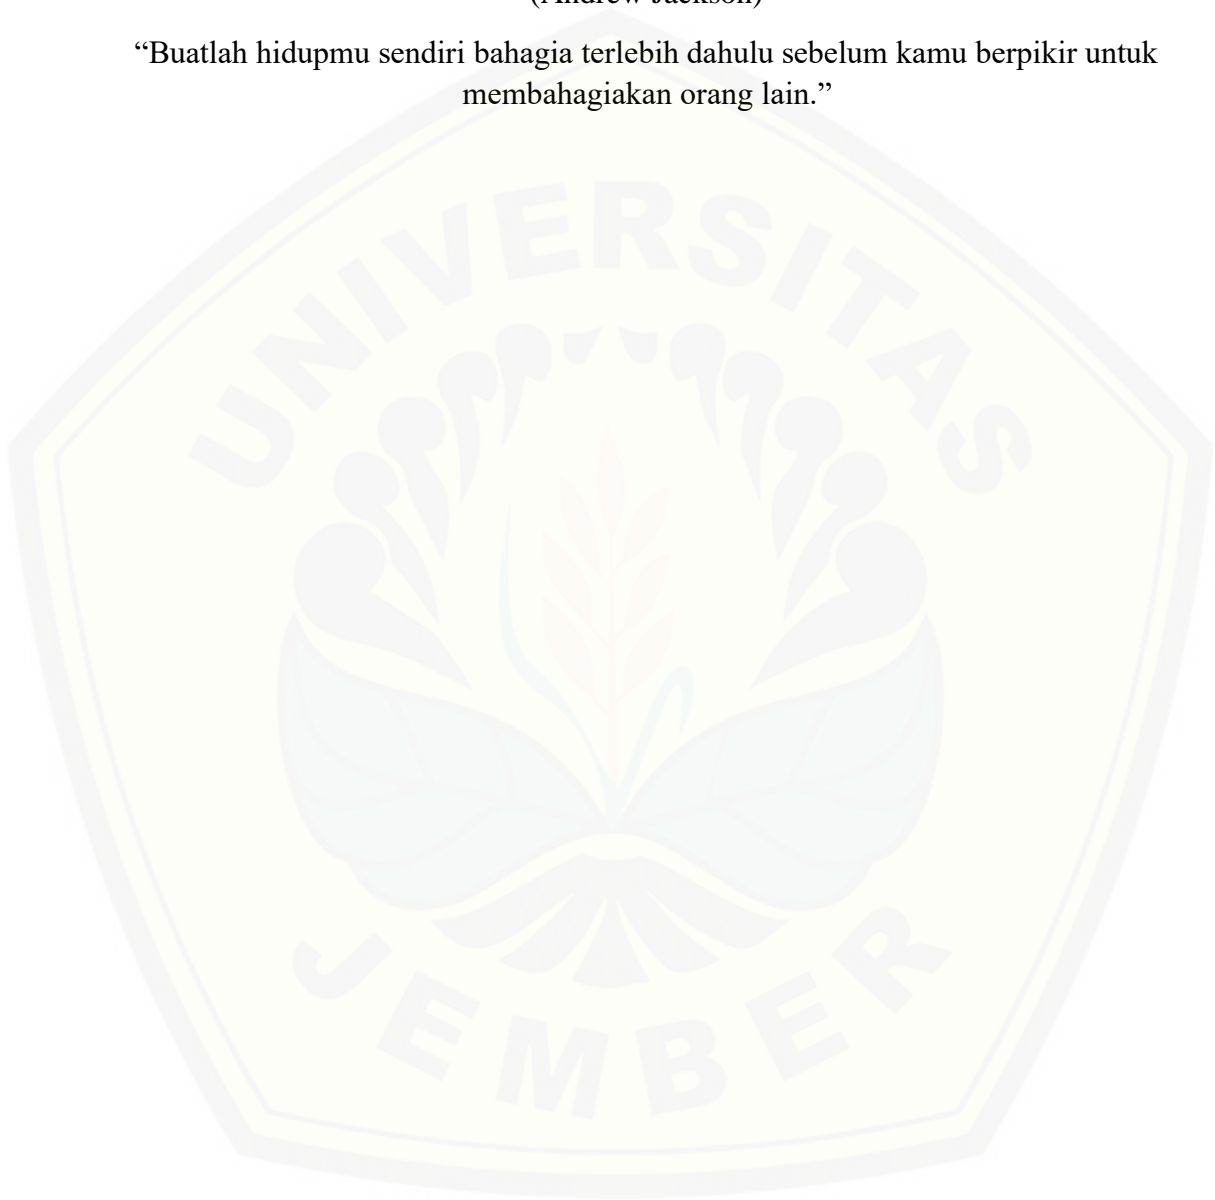 (Andrew Jackson)
“Buatlah hidupmu sendiri bahagia terlebih dahulu sebelum kamu berpikir untuk
membahagiakan orang lain.”
UNIVERSITAS
JEMBER